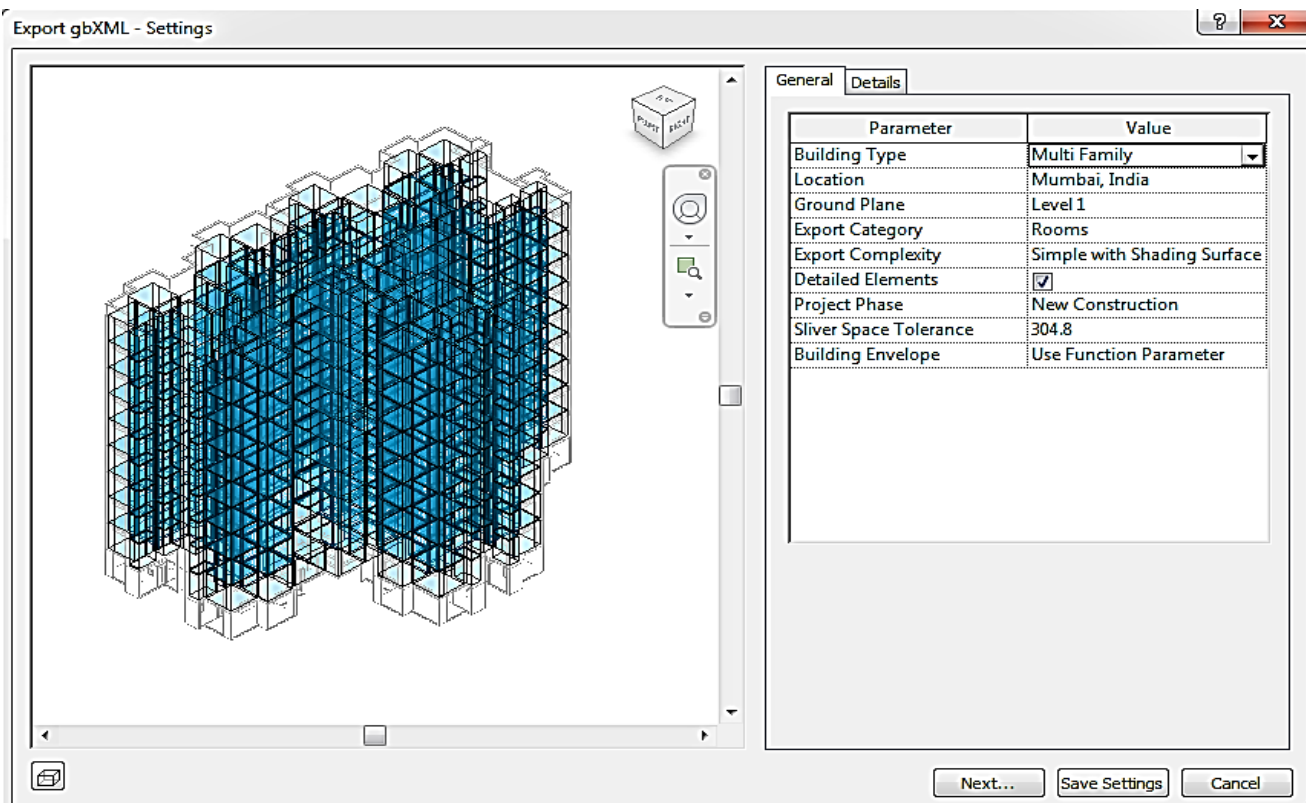 Export gbXML - Settings
General Details
Parameter Value
Building Type Multi Family
Location Mumbai, India
Ground Plane Level 1
Export Category Rooms
Export Complexity Simple with Shading Surface
Detailed Elements
Project Phase New Construction
Sliver Space Tolerance 304.8
Building Envelope Use Function Parameter
Next... Save Settings Cancel